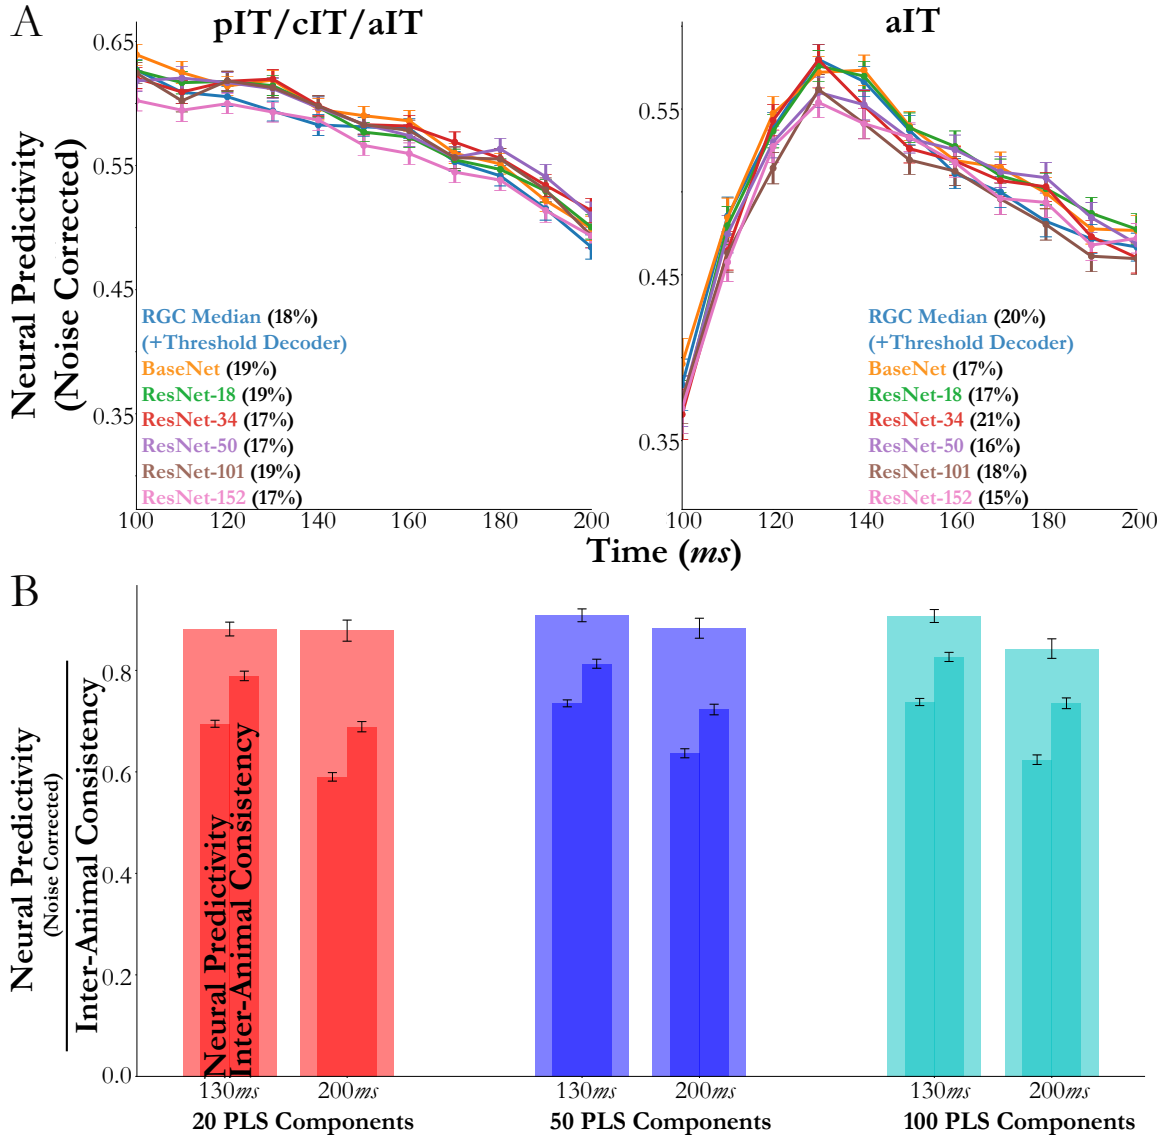 A
pIT/cIT/aIT
aIT
Neural Predictivity
(Noise Corrected)
0.65
0.55
0.45
0.35
RGC Median (18%)
(+Threshold Decoder)
BaseNet (19%)
ResNet-18 (19%)
ResNet-34 (17%)
ResNet-50 (17%)
ResNet-101 (19%)
ResNet-152 (17%)
100 120 140 160 180 200
0.55
0.45
0.35
RGC Median (20%)
(+Threshold Decoder)
BaseNet (17%)
ResNet-18 (17%)
ResNet-34 (21%)
ResNet-50 (16%)
ResNet-101 (18%)
ResNet-152 (15%)
100 120 140 160 180 200
Time (ms)
B
Neural Predictivity
(Noise Corrected)
Inter-Animal Consistency
0.8
0.6
0.4
0.2
0.0
Neural Predictivity
Inter-Animal Consistency
130ms 200ms 130ms 200ms 130ms 200ms
20 PLS Components 50 PLS Components 100 PLS Components